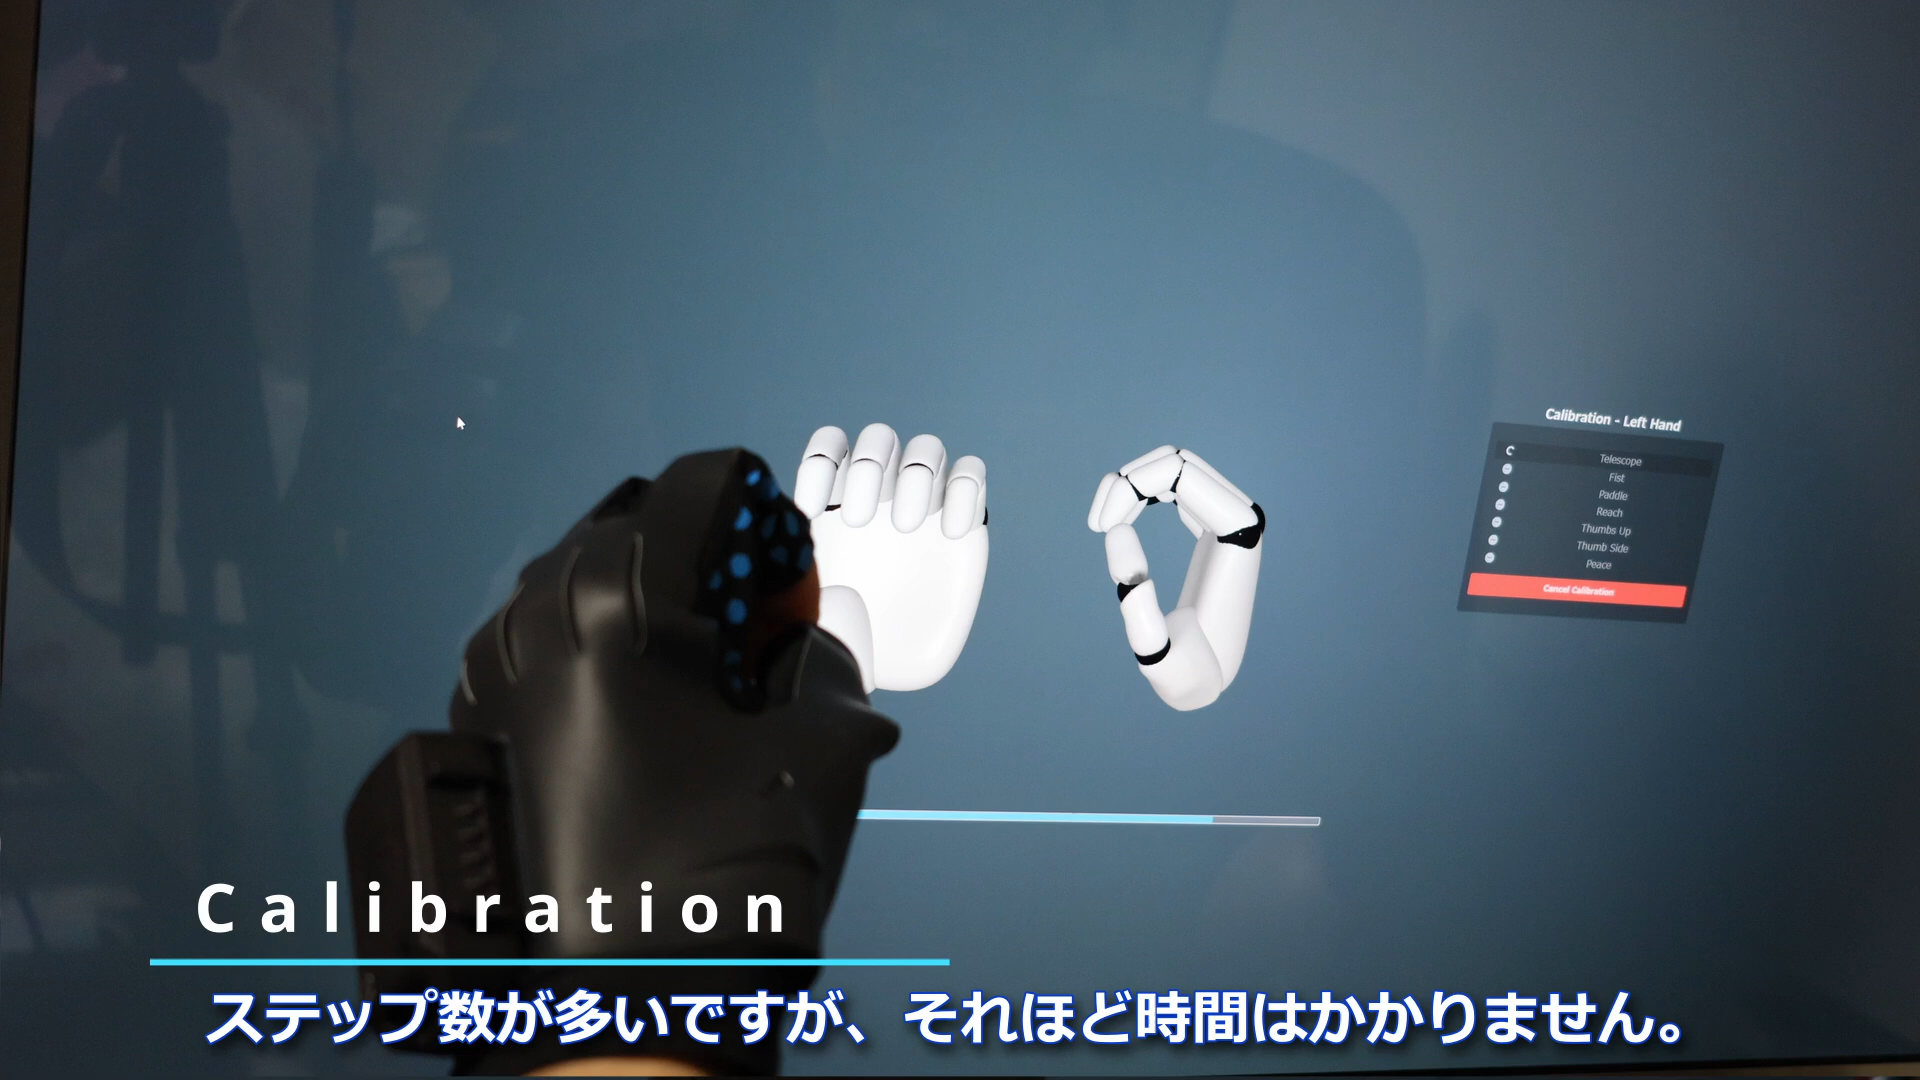 Calibration - Left Hand
Telescope
Fist
Paddle
Reach
Thumbs Up
Thumb Side
Peace
Cancel Calibration
Calibration
ステップ数が多いですが、それほど時間はかかりません。